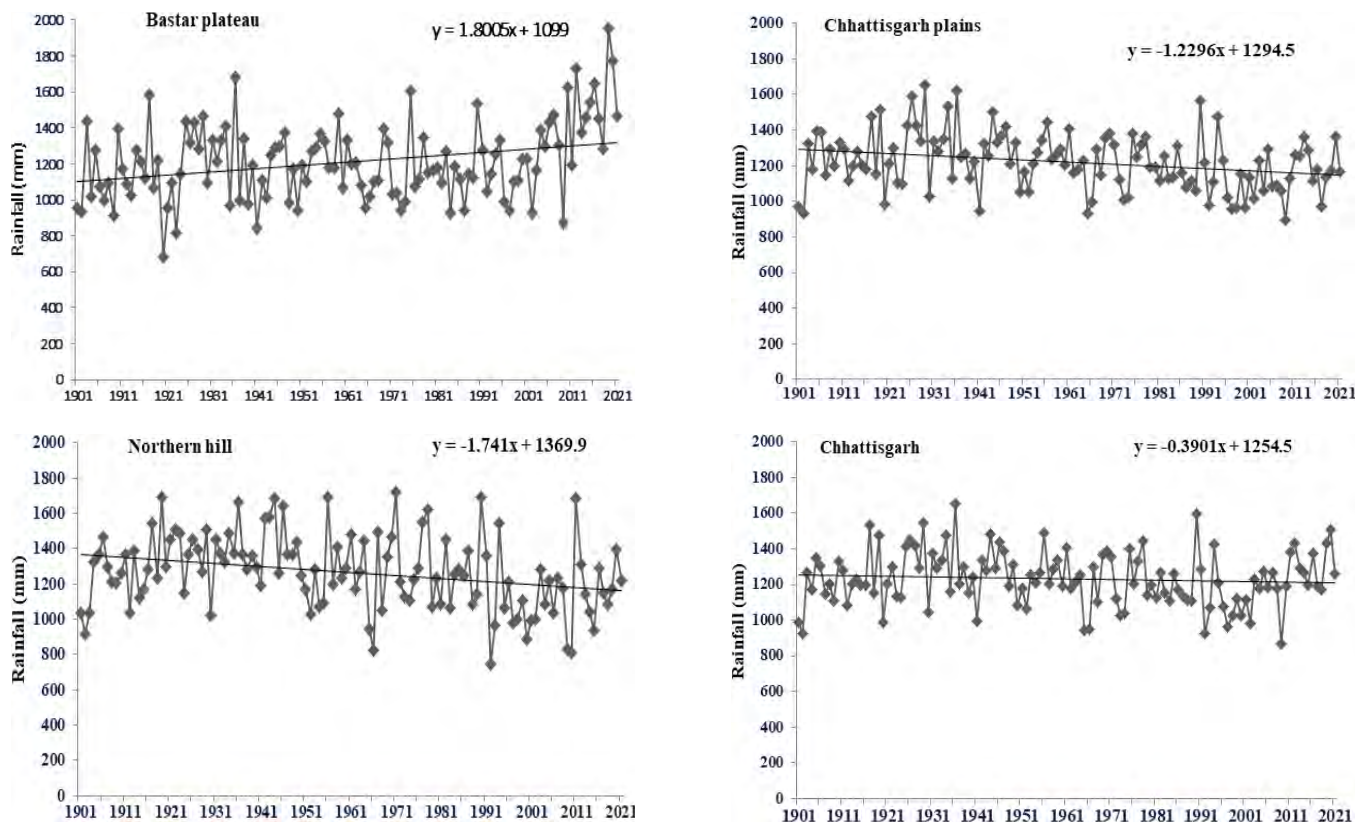 Bastar plateau
y = 1.8005x + 1099
Rainfall (mm)
2000
1800
1600
1400
1200
1000
800
600
400
200
0
1901 1911 1921 1931 1941 1951 1961 1971 1981 1991 2001 2011 2021
Chhattisgarh plains
y = -1.2296x + 1294.5
Rainfall (mm)
2000
1800
1600
1400
1200
1000
800
600
400
200
0
1901 1911 1921 1931 1941 1951 1961 1971 1981 1991 2001 2011 2021
Northern hill
y = -1.741x + 1369.9
Rainfall (mm)
2000
1800
1600
1400
1200
1000
800
600
400
200
0
1901 1911 1921 1931 1941 1951 1961 1971 1981 1991 2001 2011 2021
Chhattisgarh
y = -0.3901x + 1254.5
Rainfall (mm)
2000
1800
1600
1400
1200
1000
800
600
400
200
0
1901 1911 1921 1931 1941 1951 1961 1971 1981 1991 2001 2011 2021